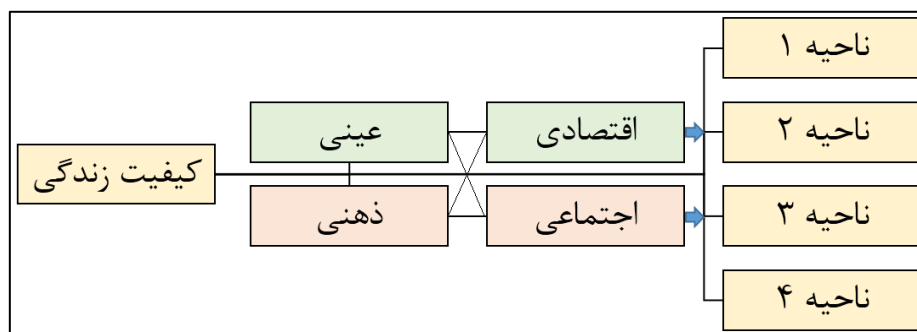 ناحیه ۱
ناحیه ۲
ناحیه ۳
ناحیه ۴
اقتصادی
اجتماعی
عینی
ذهنی
کیفیت زندگی